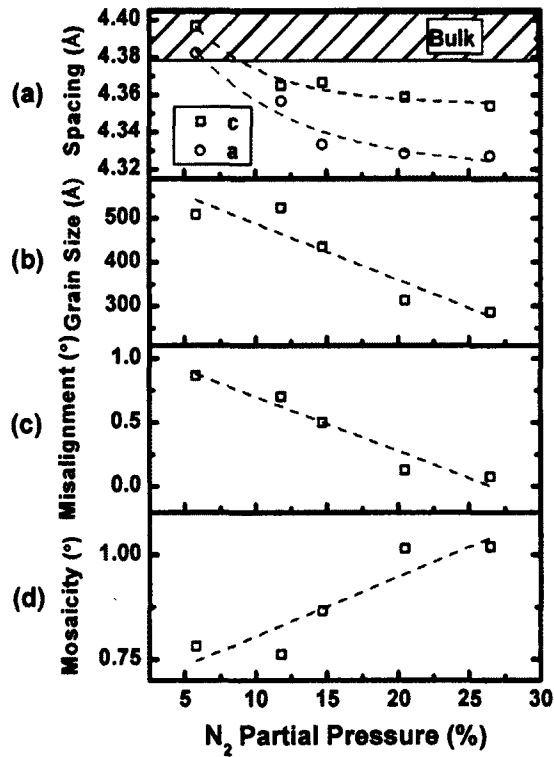 (a)
Spacing (Å)
4.40
4.38
4.36
4.34
4.32
Bulk
c
a
(b)
Grain Size (Å)
500
400
300
(c)
Misalignment (°)
1.0
0.5
0.0
(d)
Mosaicity (°)
1.00
0.75
5 10 15 20 25 30
N₂ Partial Pressure (%)